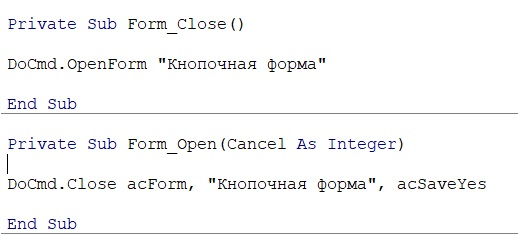 Private Sub Form_Close()
DoCmd.OpenForm "Кнопочная форма"
End Sub
Private Sub Form_Open(Cancel As Integer)
DoCmd.Close acForm, "Кнопочная форма", acSaveYes
End Sub